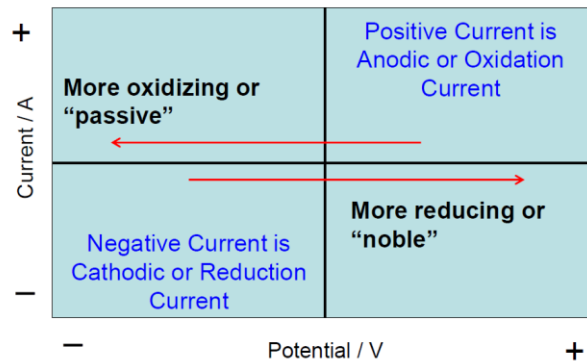 +
Current / A
–
Positive Current is
Anodic or Oxidation
Current
More oxidizing or
“passive”
More reducing or
“noble”
Negative Current is
Cathodic or Reduction
Current
–
Potential / V
+